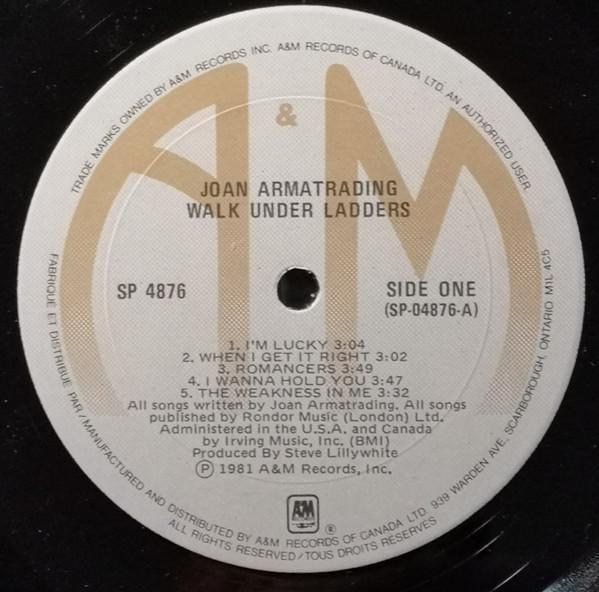 TRADE MARKS OWNED BY A&M RECORDS INC. A&M RECORDS OF CANADA LTD. AN AUTHORIZED USER
A & M
JOAN ARMATRADING
WALK UNDER LADDERS
SP 4876
SIDE ONE
(SP-04876-A)
1. I'M LUCKY 3:04
2. WHEN I GET IT RIGHT 3:02
3. ROMANCERS 3:49
4. I WANNA HOLD YOU 3:47
5. THE WEAKNESS IN ME 3:32
All songs written by Joan Armatrading. All songs
published by Rondor Music (London) Ltd.
Administered in the U.S.A. and Canada
by Irving Music, Inc. (BMI)
Produced By Steve Lillywhite
Ⓟ 1981 A&M Records, Inc.
A&M
®
FABRIQUE ET DISTRIBUE PAR / MANUFACTURED AND DISTRIBUTED BY A&M RECORDS OF CANADA LTD. 939 WARDEN AVE, SCARBOROUGH, ONTARIO M1L 4C5
ALL RIGHTS RESERVED / TOUS DROITS RESERVES